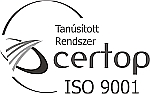 Tanúsított
Rendszer
certop
ISO 9001